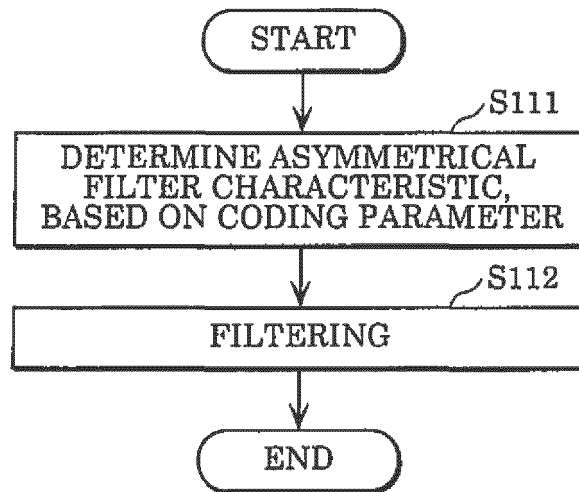 START
S111
DETERMINE ASYMMETRICAL
FILTER CHARACTERISTIC,
BASED ON CODING PARAMETER
S112
FILTERING
END